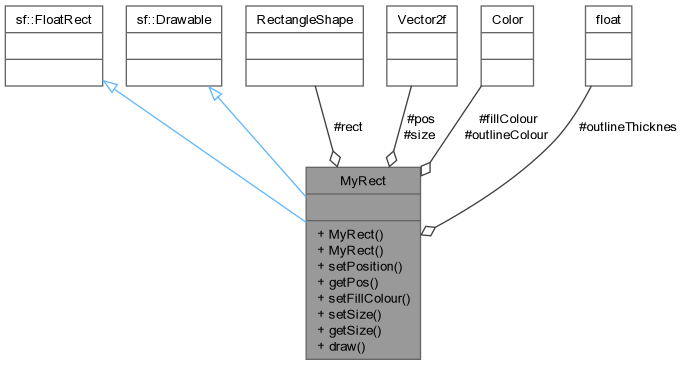 sf::FloatRect
sf::Drawable
RectangleShape
Vector2f
Color
float
#rect
#pos
#size
#fillColour
#outlineColour
#outlineThicknes
MyRect
+ MyRect()
+ MyRect()
+ setPosition()
+ getPos()
+ setFillColour()
+ setSize()
+ getSize()
+ draw()